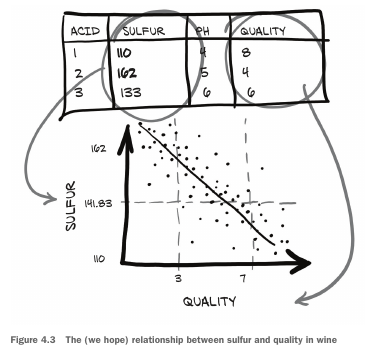 ACID SULFUR PH QUALITY
1 110 4 8
2 162 5 4
3 133 6 6
162
SULFUR
141.83
110
3 7
QUALITY
Figure 4.3 The (we hope) relationship between sulfur and quality in wine